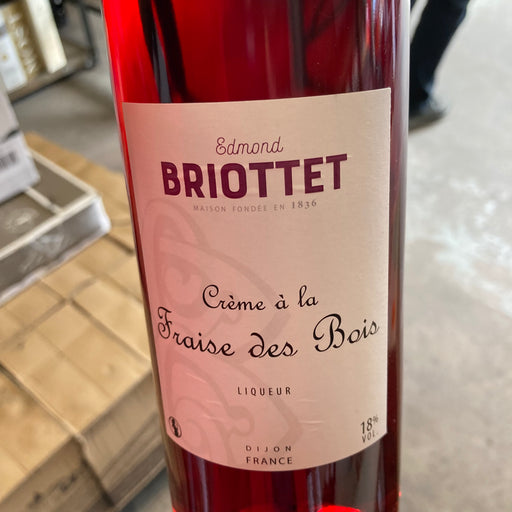 Edmond
BRIOTTET
MAISON FONDÉE EN 1836
Crème à la
Fraise des Bois
LIQUEUR
18%
VOL.
DIJON
FRANCE